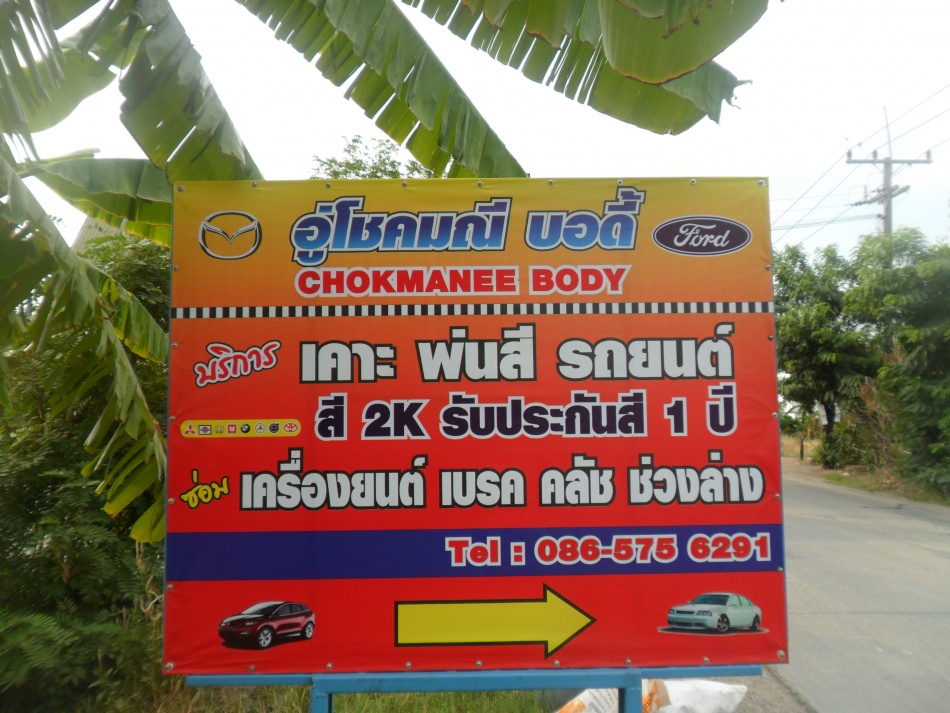 อู่โชคมณี บอดี้
Ford
CHOKMANEE BODY
บริการ เคาะ พ่นสี รถยนต์
สี 2K รับประกันสี 1 ปี
ซ่อม เครื่องยนต์ เบรค คลัช ช่วงล่าง
Tel : 086-575 6291